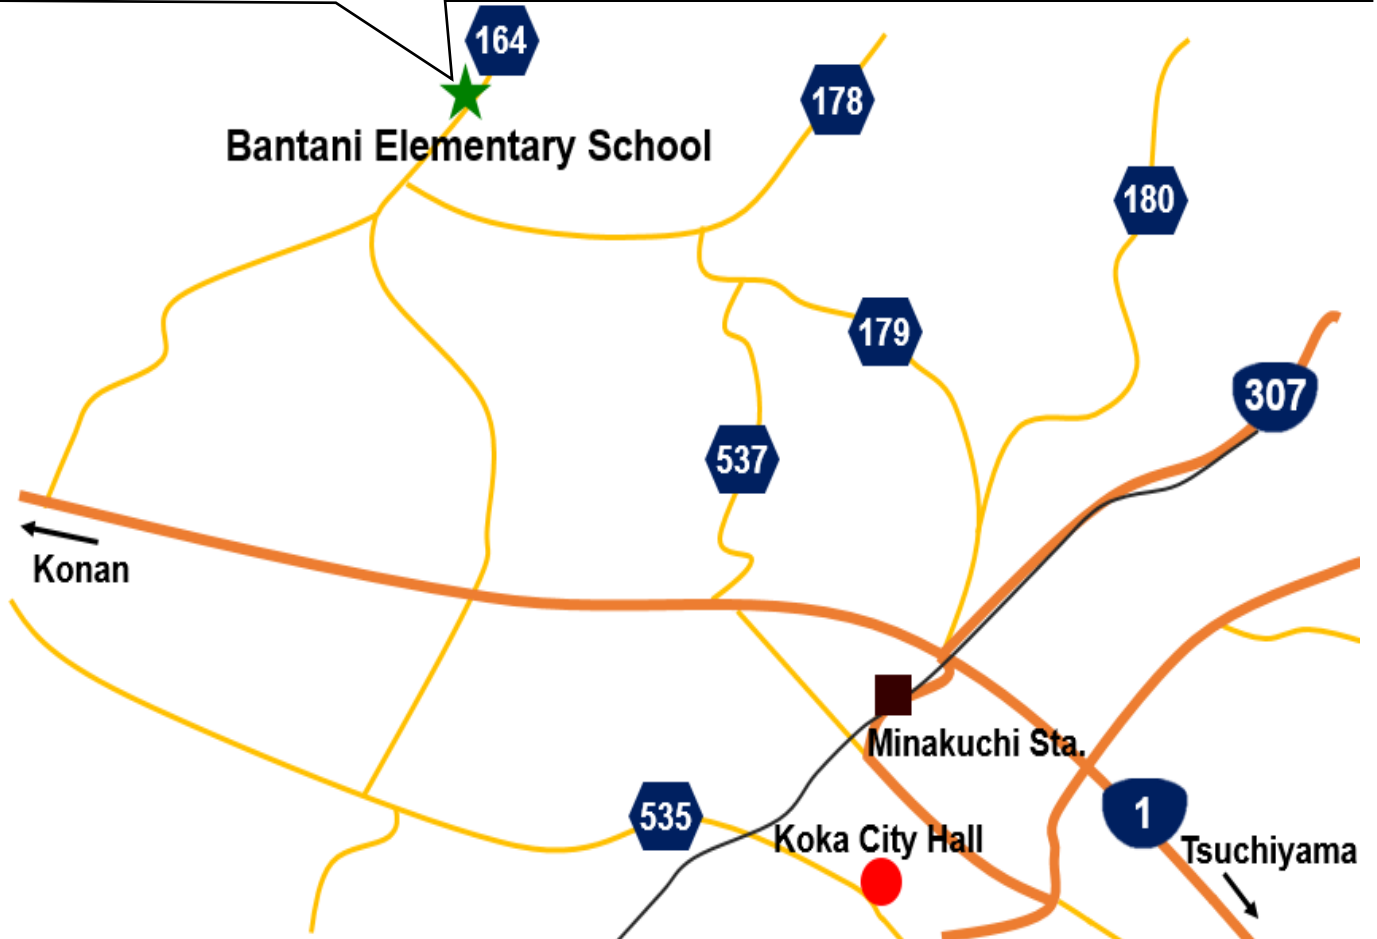 164
178
Bantani Elementary School
180
179
307
537
Konan
Minakuchi Sta.
535
1
Koka City Hall
Tsuchiyama